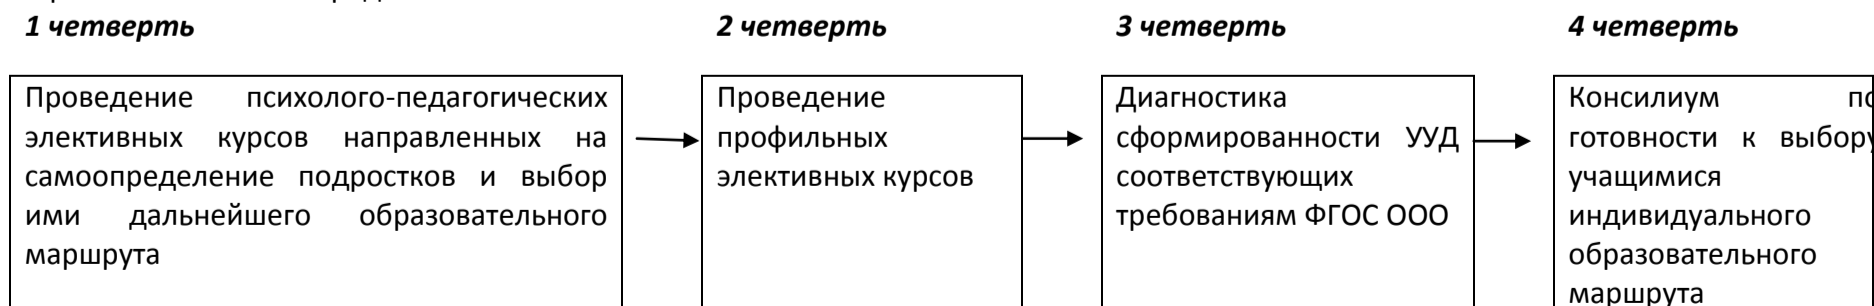 1 четверть
2 четверть
3 четверть
4 четверть
Проведение психолого-педагогических
элективных курсов направленных на
самоопределение подростков и выбор
ими дальнейшего образовательного
маршрута
Проведение
профильных
элективных курсов
Диагностика
сформированности УУД
соответствующих
требованиям ФГОС ООО
Консилиум по
готовности к выбору
учащимися
индивидуального
образовательного
маршрута